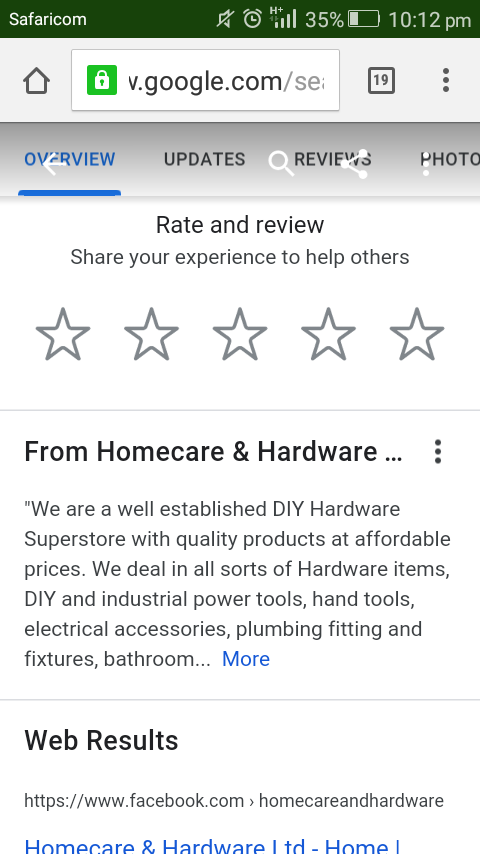 Safaricom H+ 35% 10:12 pm
w.google.com/sea 19
OVERVIEW UPDATES REVIEWS PHOTO
Rate and review
Share your experience to help others
From Homecare & Hardware ...
"We are a well established DIY Hardware
Superstore with quality products at affordable
prices. We deal in all sorts of Hardware items,
DIY and industrial power tools, hand tools,
electrical accessories, plumbing fitting and
fixtures, bathroom... More
Web Results
https://www.facebook.com › homecareandhardware
Homecare & Hardware Ltd - Home |